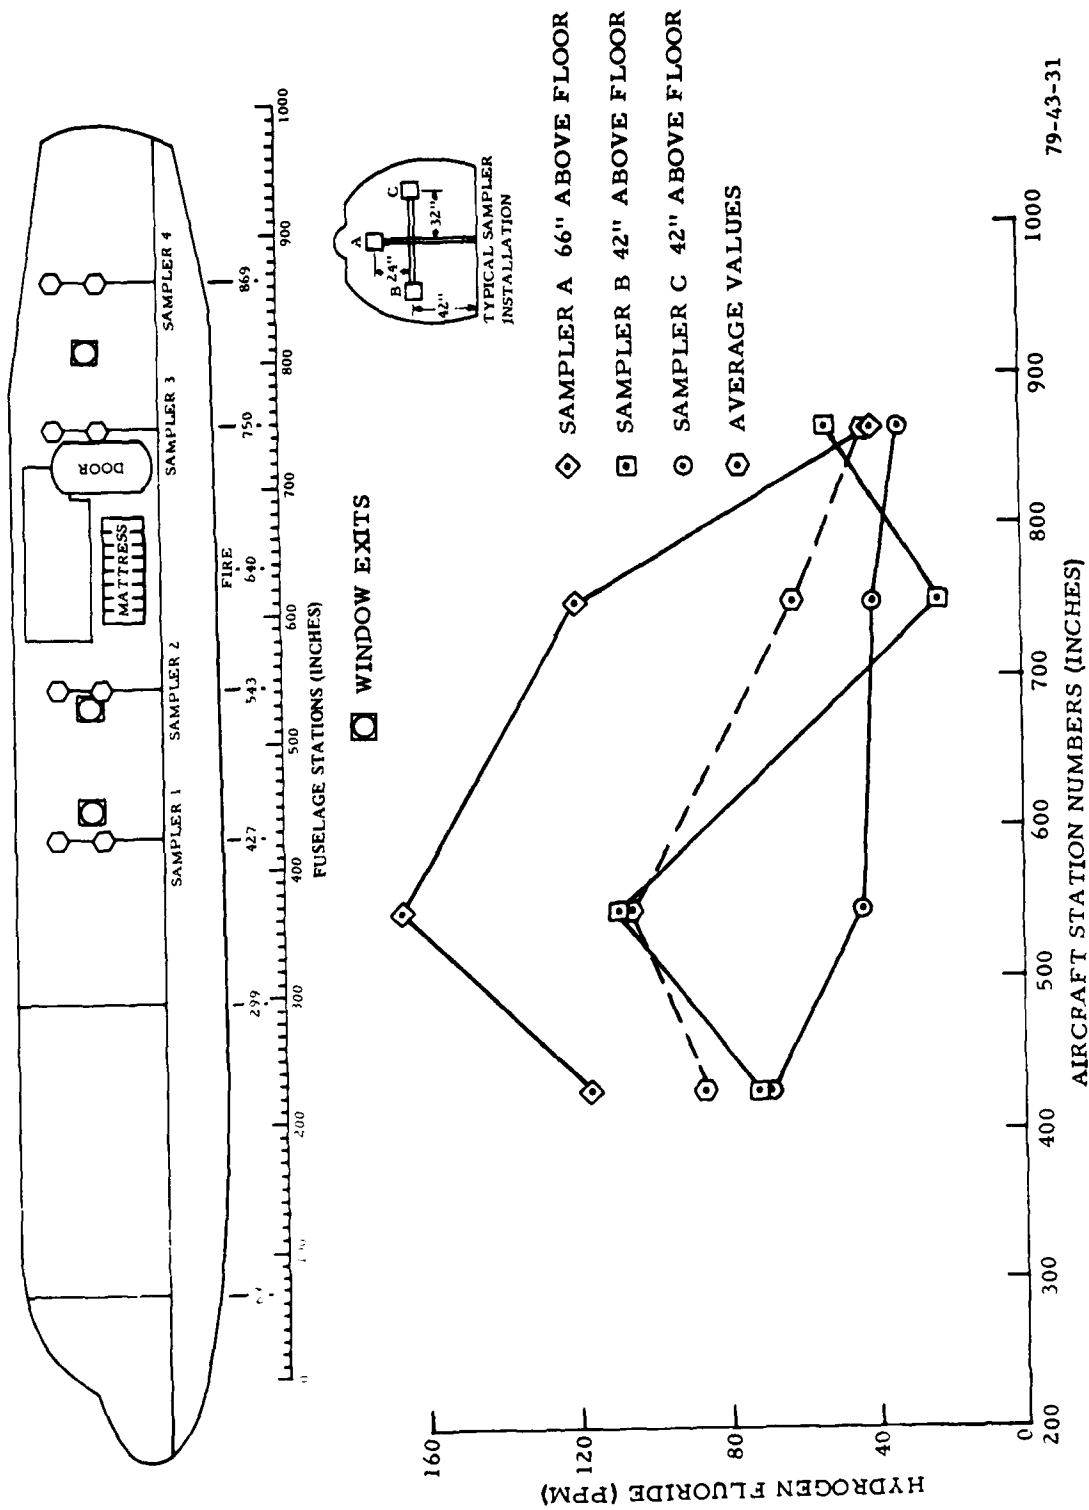 DOOR
MATTRESS
SAMPLER 1
SAMPLER 2
SAMPLER 3
SAMPLER 4
299
427
543
FIRE
640
750
869
0
200
300
400
500
600
700
800
900
1000
FUSELAGE STATIONS (INCHES)
WINDOW EXITS
A
B
C
24"
32"
42"
TYPICAL SAMPLER
INSTALLATION
SAMPLER A 66" ABOVE FLOOR
SAMPLER B 42" ABOVE FLOOR
SAMPLER C 42" ABOVE FLOOR
AVERAGE VALUES
HYDROGEN FLUORIDE (PPM)
160
120
80
40
0
200
300
400
500
600
700
800
900
1000
AIRCRAFT STATION NUMBERS (INCHES)
79-43-31